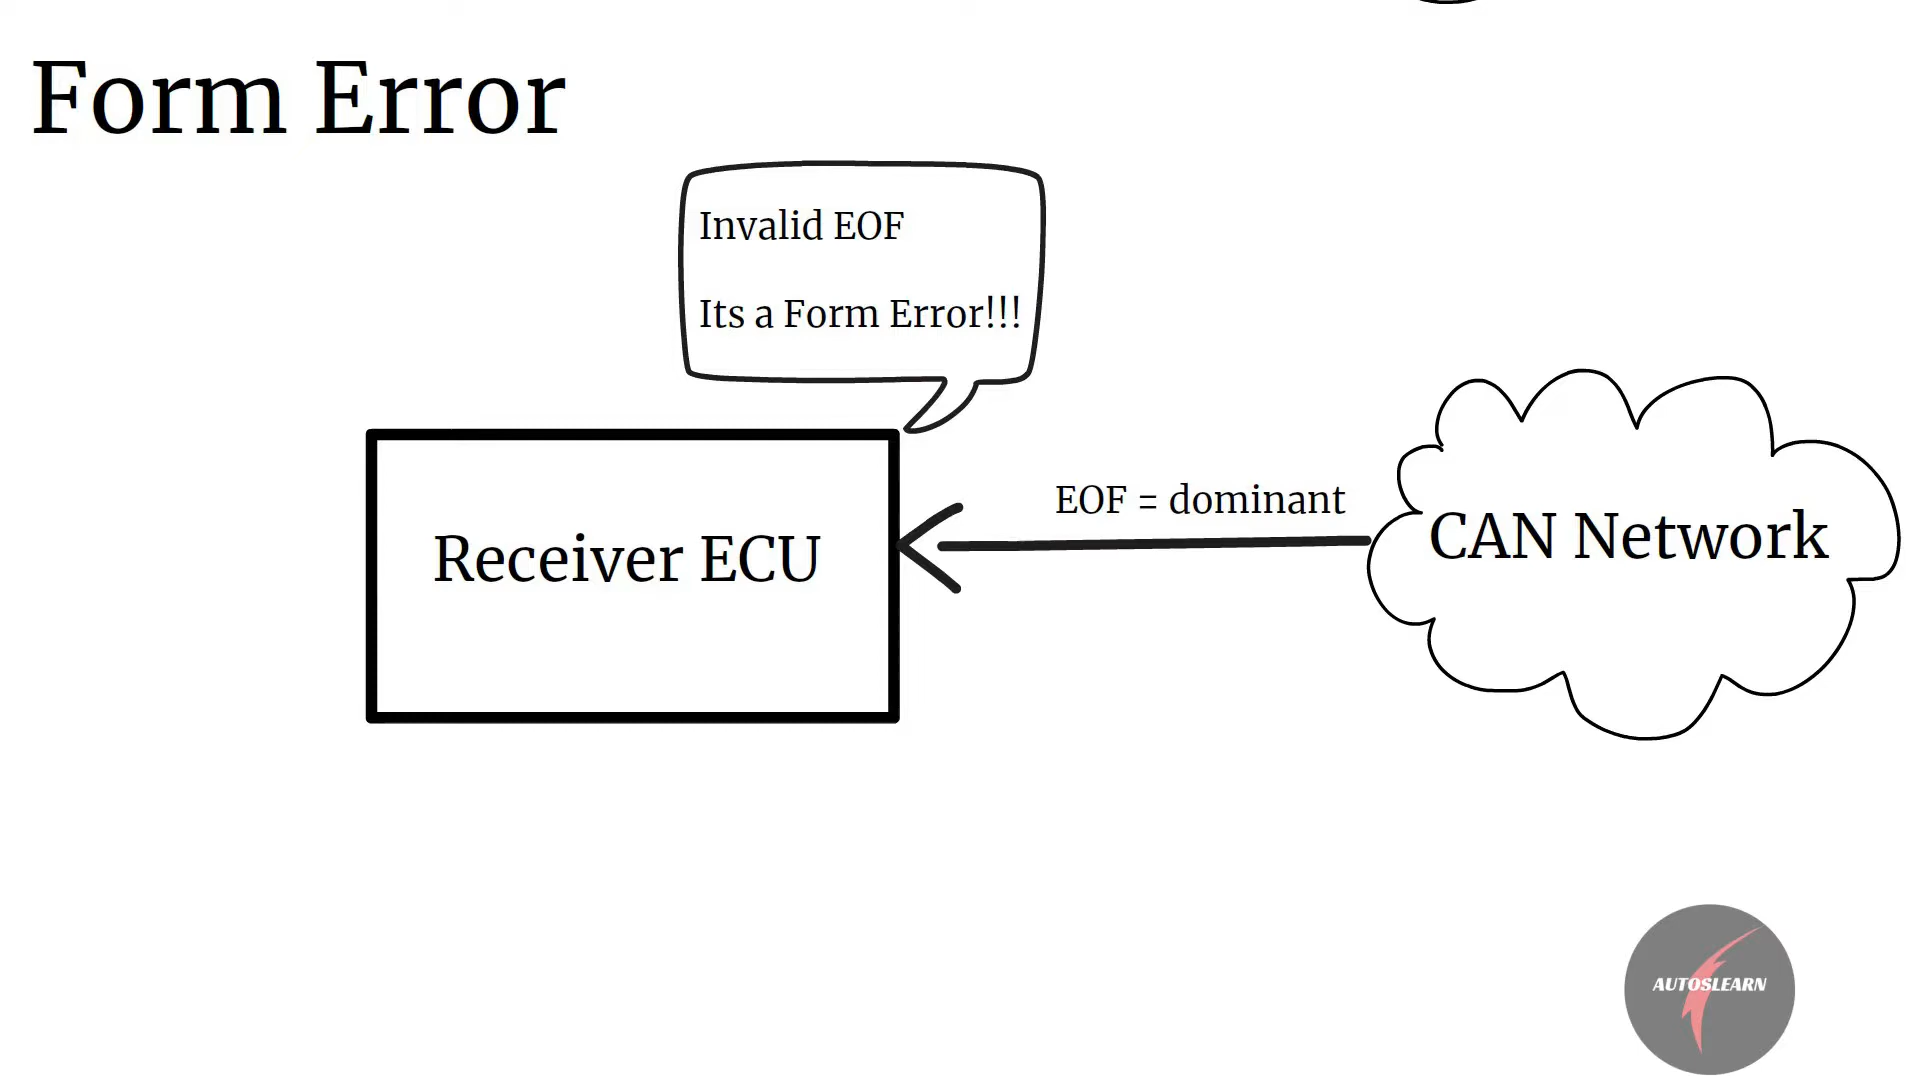 Form Error
Invalid EOF
Its a Form Error!!!
EOF = dominant
Receiver ECU
CAN Network
AUTOSLEARN